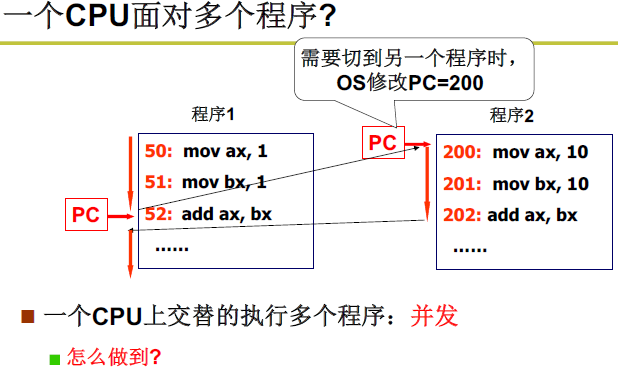 一个CPU面对多个程序?
需要切到另一个程序时，
OS修改PC=200
程序1
程序2
PC
50: mov ax, 1
51: mov bx, 1
52: add ax, bx
......
PC
200: mov ax, 10
201: mov bx, 10
202: add ax, bx
......
一个CPU上交替的执行多个程序：并发
怎么做到?